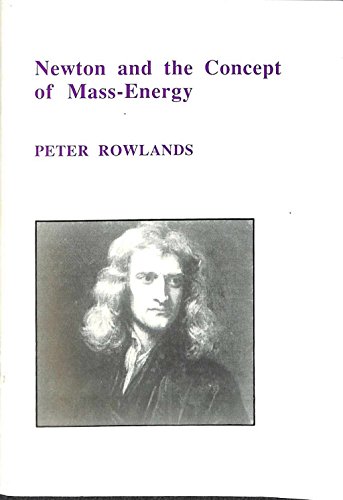 Newton and the Concept
of Mass-Energy
PETER ROWLANDS